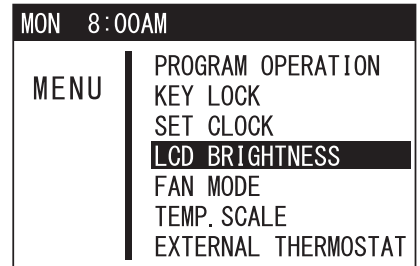 MON 8:00AM
MENU
PROGRAM OPERATION
KEY LOCK
SET CLOCK
LCD BRIGHTNESS
FAN MODE
TEMP.SCALE
EXTERNAL THERMOSTAT